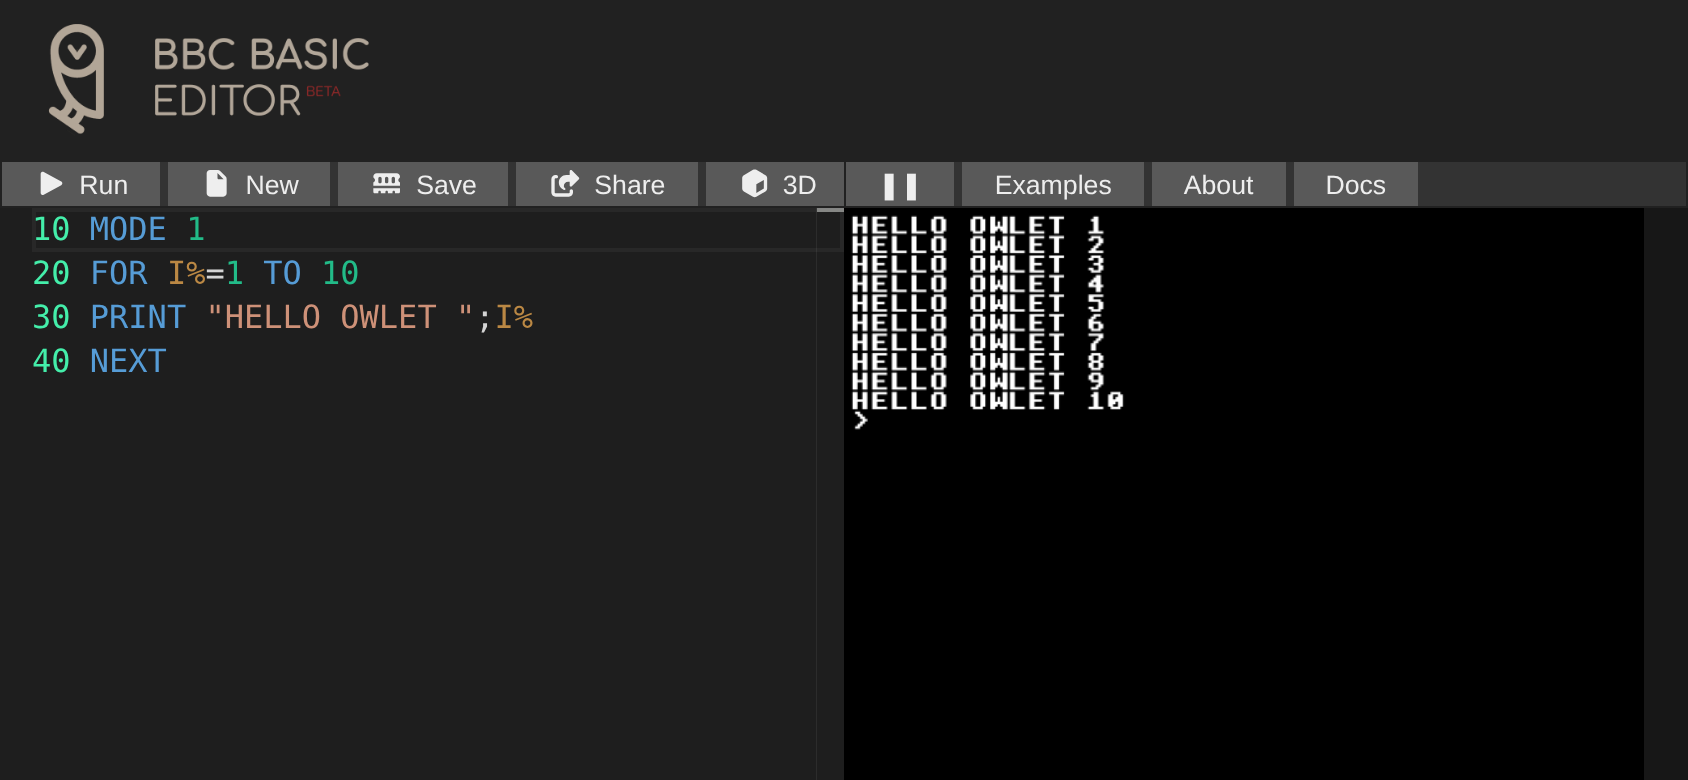 BBC BASIC
EDITOR BETA
Run New Save Share 3D Examples About Docs
10 MODE 1
20 FOR I%=1 TO 10
30 PRINT "HELLO OWLET ";I%
40 NEXT
HELLO OWLET 1
HELLO OWLET 2
HELLO OWLET 3
HELLO OWLET 4
HELLO OWLET 5
HELLO OWLET 6
HELLO OWLET 7
HELLO OWLET 8
HELLO OWLET 9
HELLO OWLET 10
>